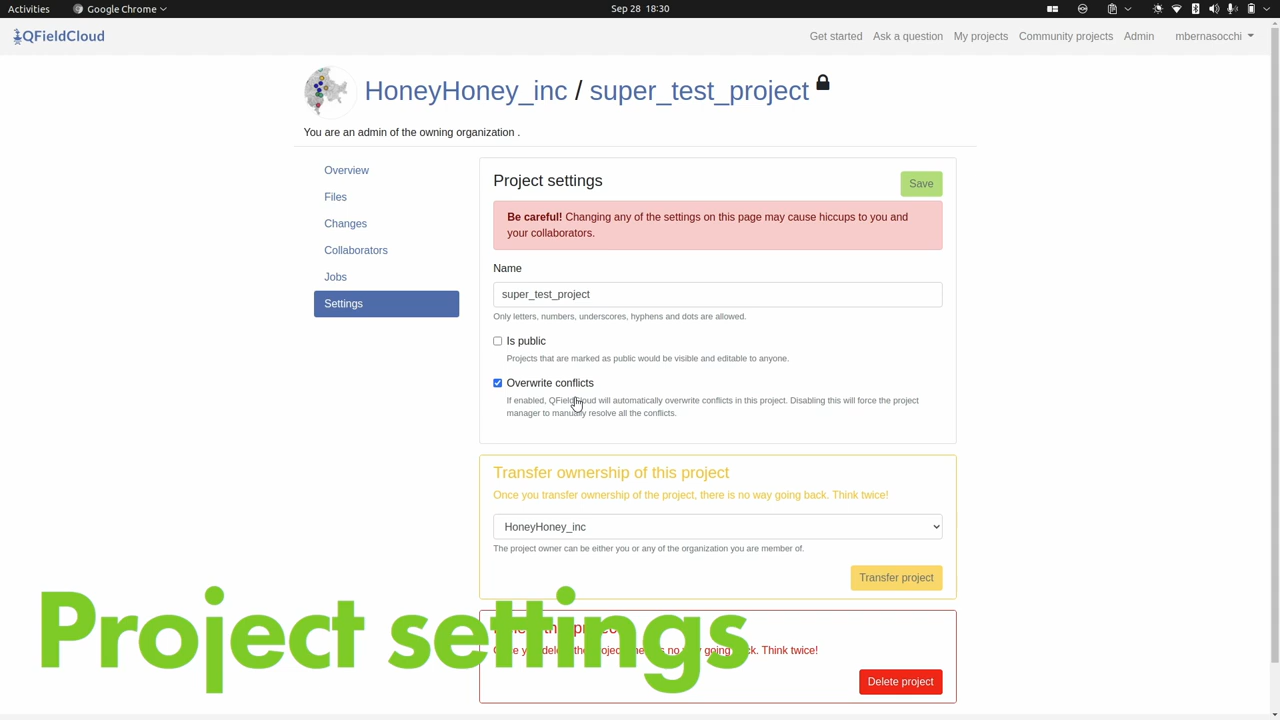 Activities Google Chrome Sep 28 18:30
QFieldCloud Get started Ask a question My projects Community projects Admin mbernasocchi
HoneyHoney_inc / super_test_project
You are an admin of the owning organization .
Overview
Files
Changes
Collaborators
Jobs
Settings
Project settings
Save
Be careful! Changing any of the settings on this page may cause hiccups to you and
your collaborators.
Name
super_test_project
Only letters, numbers, underscores, hyphens and dots are allowed.
Is public
Projects that are marked as public would be visible and editable to anyone.
Overwrite conflicts
If enabled, QFieldCloud will automatically overwrite conflicts in this project. Disabling this will force the project
manager to manually resolve all the conflicts.
Transfer ownership of this project
Once you transfer ownership of the project, there is no way going back. Think twice!
HoneyHoney_inc
The project owner can be either you or any of the organization you are member of.
Transfer project
Project settings
going Think twice!
Delete project